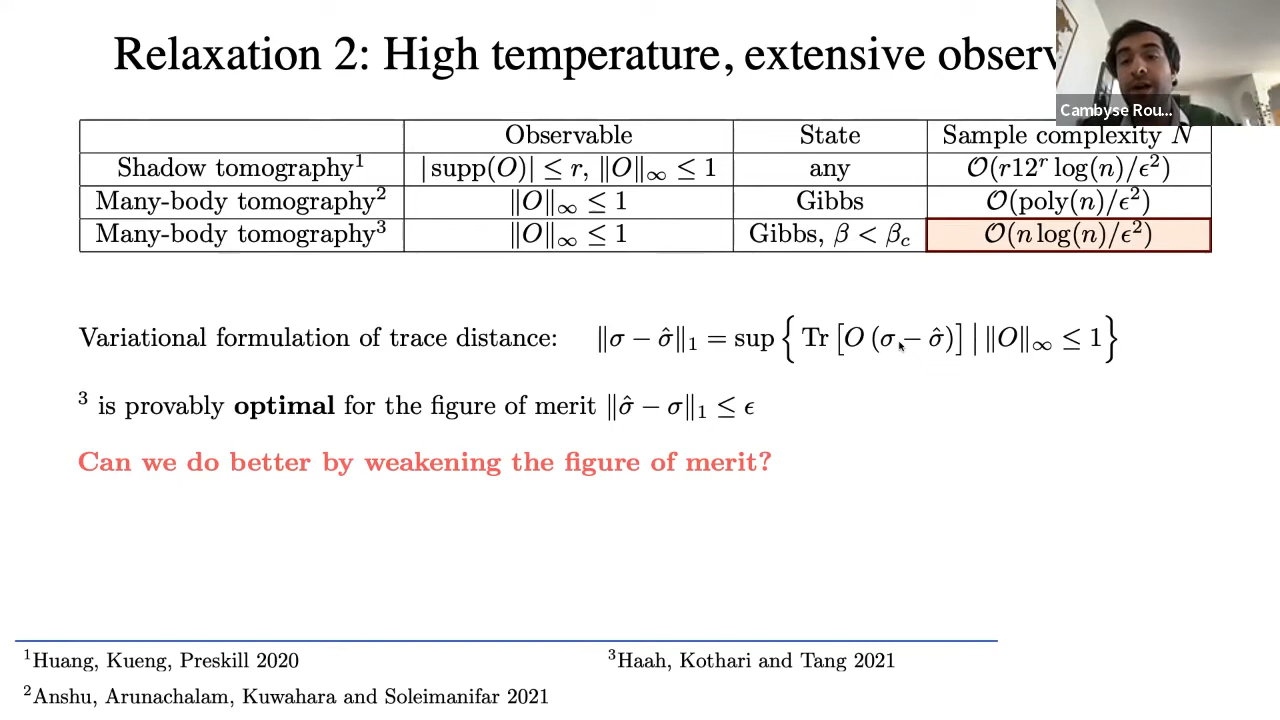 Relaxation 2: High temperature, extensive observ
Cambyse Rou...
Observable State Sample complexity N
Shadow tomography¹ |supp(O)| ≤ r, ‖O‖∞ ≤ 1 any 𝒪(r12ʳ log(n)/ϵ²)
Many-body tomography² ‖O‖∞ ≤ 1 Gibbs 𝒪(poly(n)/ϵ²)
Many-body tomography³ ‖O‖∞ ≤ 1 Gibbs, β < β_c 𝒪(n log(n)/ϵ²)
Variational formulation of trace distance: ‖σ − σ̂‖₁ = sup { Tr [O (σ − σ̂)] | ‖O‖∞ ≤ 1 }
³ is provably optimal for the figure of merit ‖σ̂ − σ‖₁ ≤ ϵ
Can we do better by weakening the figure of merit?
¹Huang, Kueng, Preskill 2020
³Haah, Kothari and Tang 2021
²Anshu, Arunachalam, Kuwahara and Soleimanifar 2021